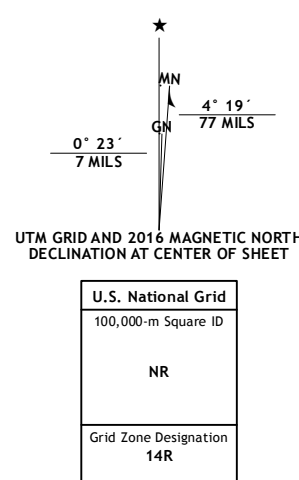 ★
MN
4° 19´
77 MILS
GN
0° 23´
7 MILS
UTM GRID AND 2016 MAGNETIC NORTH
DECLINATION AT CENTER OF SHEET
U.S. National Grid
100,000-m Square ID
NR
Grid Zone Designation
14R